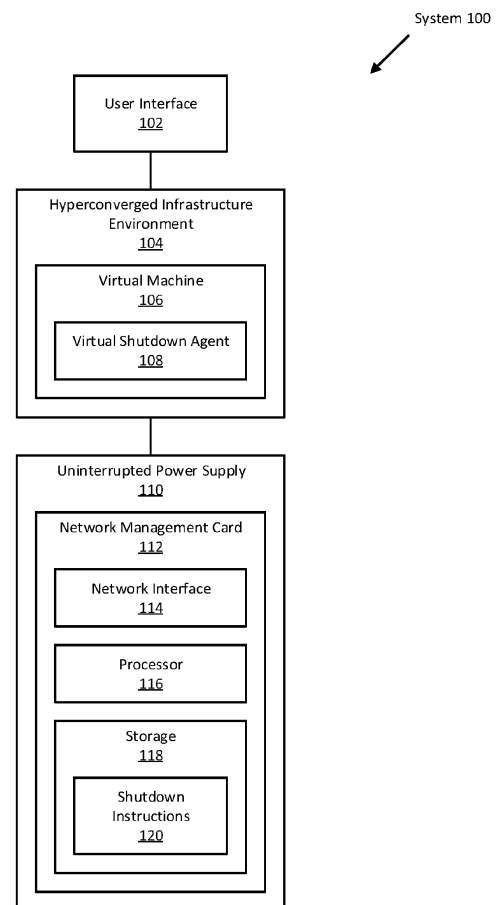 System 100
User Interface
102
Hyperconverged Infrastructure
Environment
104
Virtual Machine
106
Virtual Shutdown Agent
108
Uninterrupted Power Supply
110
Network Management Card
112
Network Interface
114
Processor
116
Storage
118
Shutdown
Instructions
120